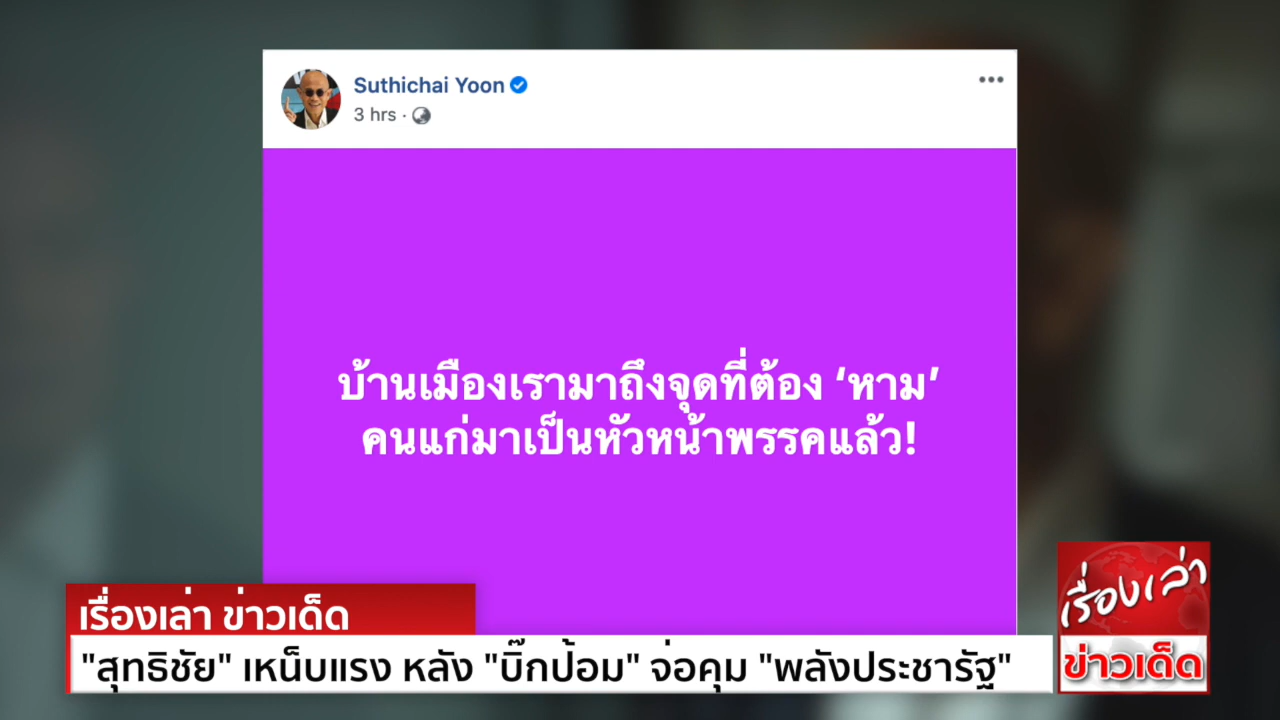 Suthichai Yoon
3 hrs ·
บ้านเมืองเรามาถึงจุดที่ต้อง ‘หาม’
คนแก่มาเป็นหัวหน้าพรรคแล้ว!
เรื่องเล่า ข่าวเด็ด
"สุทธิชัย" เหน็บแรง หลัง "บิ๊กป้อม" จ่อคุม "พลังประชารัฐ"
เรื่องเล่า
ข่าวเด็ด